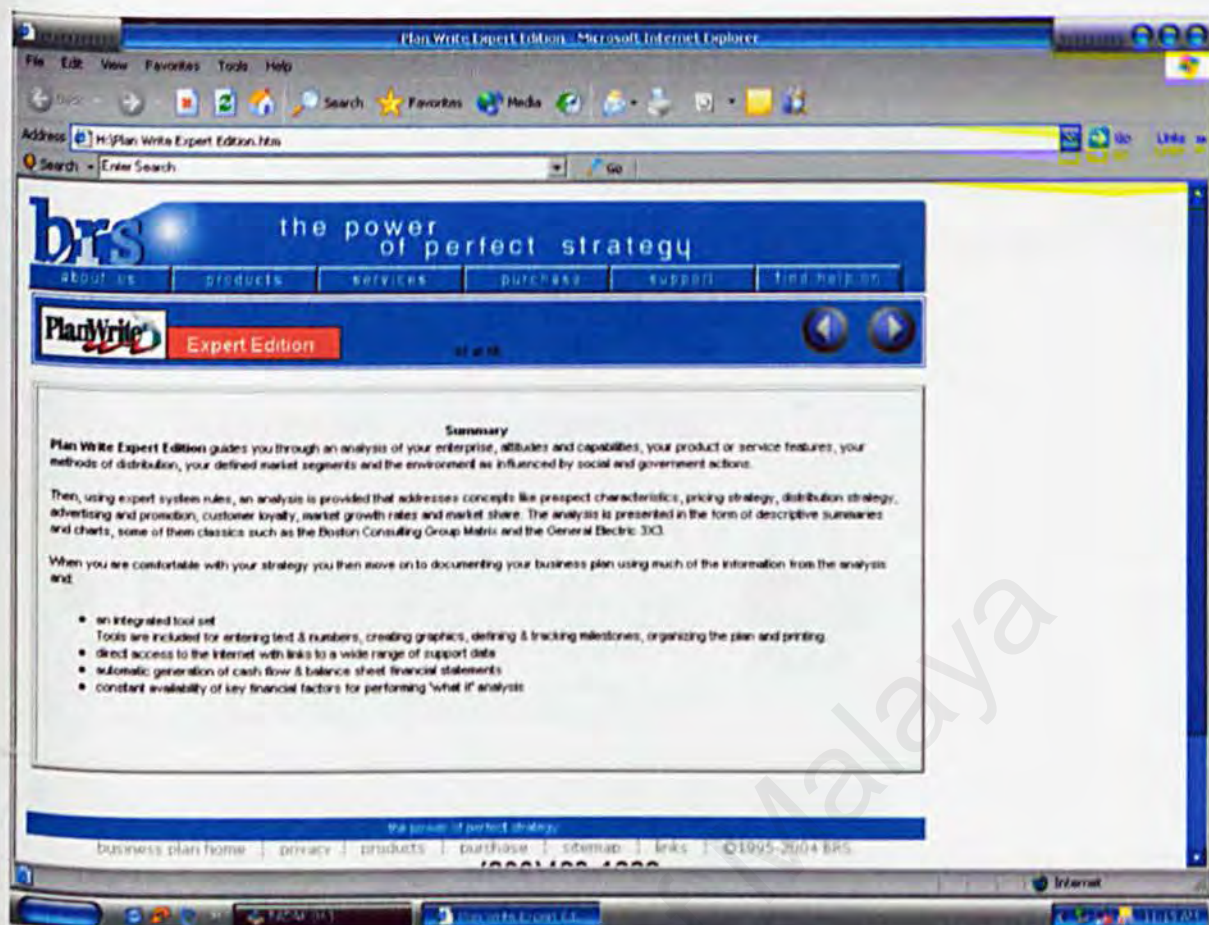 Plan Write Expert Edition - Microsoft Internet Explorer
File Edit View Favorites Tools Help
Search Favorites Media
Address H:\Plan Write Expert Edition.htm Go Links »
Search Enter Search Go
brs the power
of perfect strategy
about us products services purchase support find help on
PlanWrite Expert Edition
Summary
Plan Write Expert Edition guides you through an analysis of your enterprise, attitudes and capabilities, your product or service features, your
methods of distribution, your defined market segments and the environment as influenced by social and government actions.
Then, using expert system rules, an analysis is provided that addresses concepts like prospect characteristics, pricing strategy, distribution strategy,
advertising and promotion, customer loyalty, market growth rates and market share. The analysis is presented in the form of descriptive summaries
and charts, some of them classics such as the Boston Consulting Group Matrix and the General Electric 3X3.
When you are comfortable with your strategy you then move on to documenting your business plan using much of the information from the analysis
and:
• an integrated tool set
Tools are included for entering text & numbers, creating graphics, defining & tracking milestones, organizing the plan and printing.
• direct access to the internet with links to a wide range of support data
• automatic generation of cash flow & balance sheet financial statements
• constant availability of key financial factors for performing 'what if' analysis
the power of perfect strategy
business plan home | privacy | products | purchase | sitemap | links | ©1995-2004 BRS
Internet
Malaya